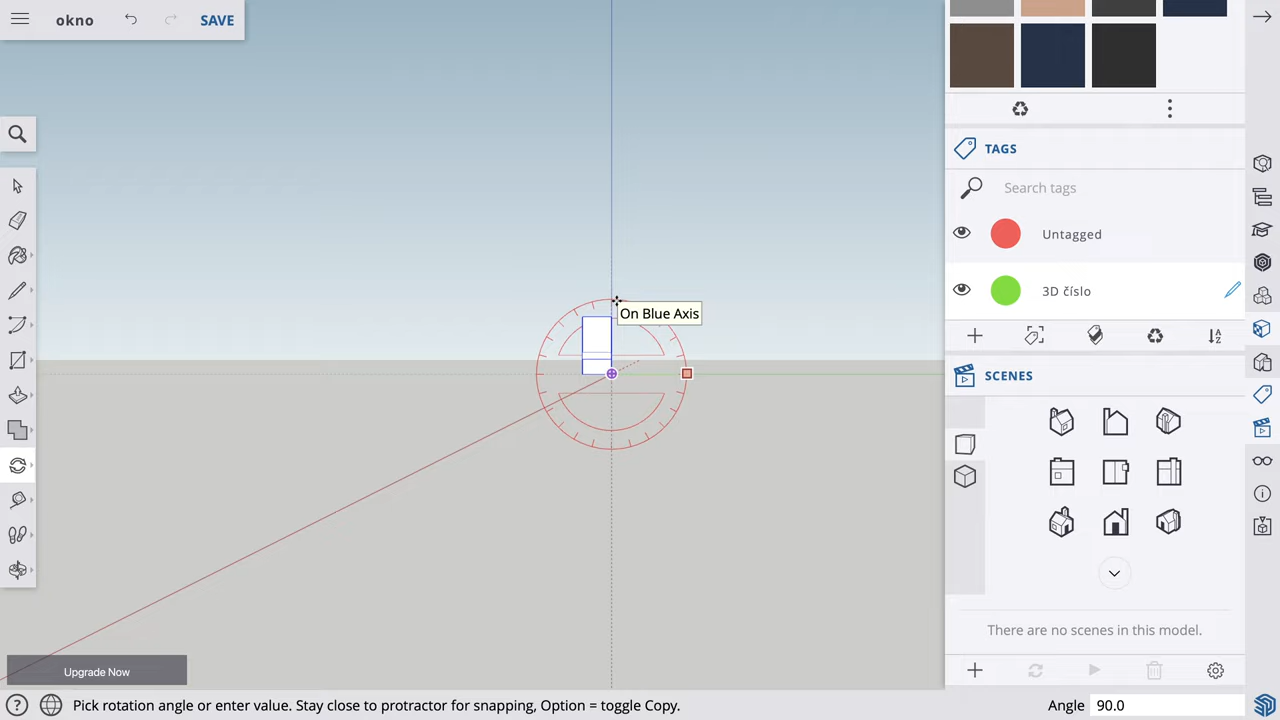 okno
SAVE
TAGS
Search tags
Untagged
3D číslo
On Blue Axis
SCENES
There are no scenes in this model.
Upgrade Now
Pick rotation angle or enter value. Stay close to protractor for snapping, Option = toggle Copy.
Angle 90.0